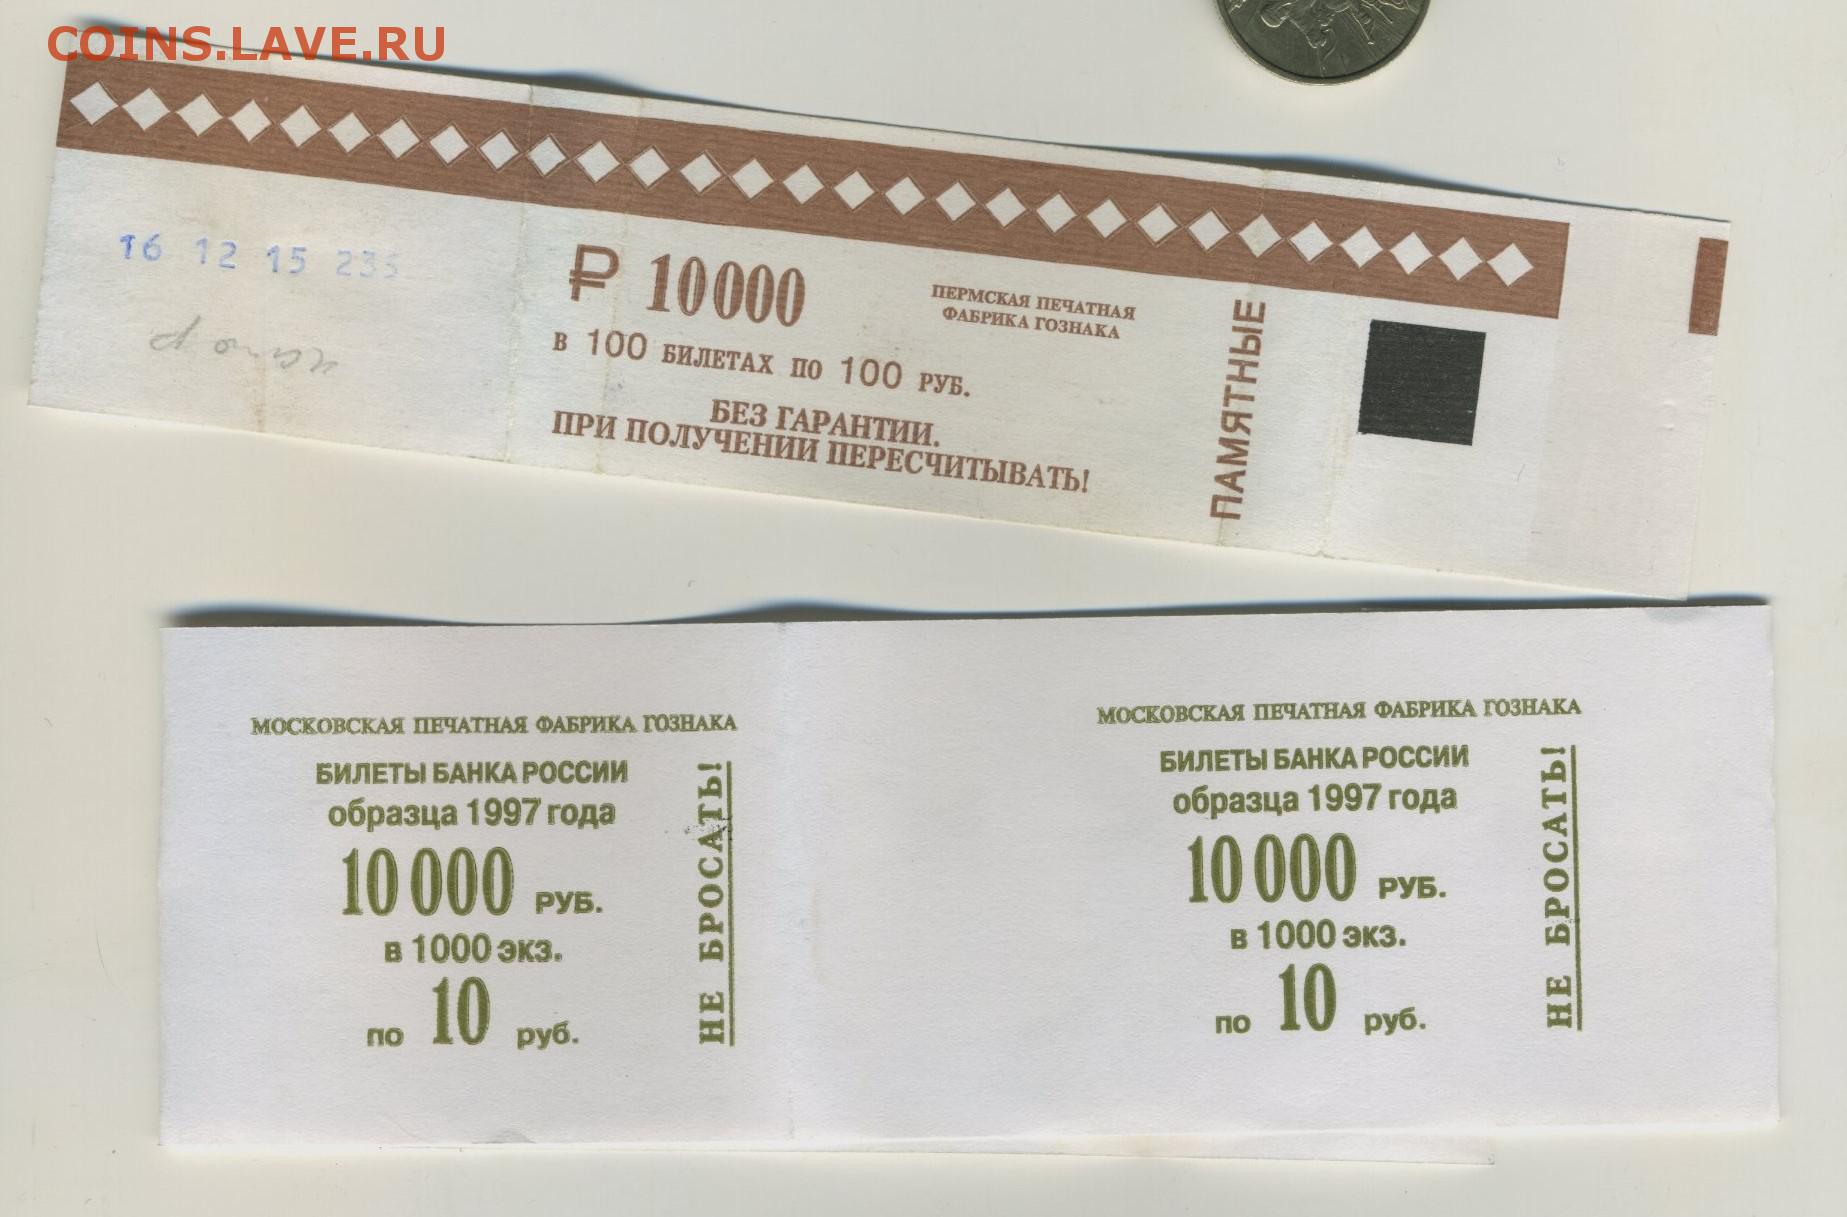 COINS.LAVE.RU
16 12 15 235
₽ 10000
В 100 БИЛЕТАХ ПО 100 РУБ.
БЕЗ ГАРАНТИИ.
ПРИ ПОЛУЧЕНИИ ПЕРЕСЧИТЫВАТЬ!
ПЕРМСКАЯ ПЕЧАТНАЯ
ФАБРИКА ГОЗНАКА
ПАМЯТНЫЕ
МОСКОВСКАЯ ПЕЧАТНАЯ ФАБРИКА ГОЗНАКА
БИЛЕТЫ БАНКА РОССИИ
образца 1997 года
10 000 РУБ.
в 1000 экз.
по 10 руб.
НЕ БРОСАТЬ!
МОСКОВСКАЯ ПЕЧАТНАЯ ФАБРИКА ГОЗНАКА
БИЛЕТЫ БАНКА РОССИИ
образца 1997 года
10 000 РУБ.
в 1000 экз.
по 10 руб.
НЕ БРОСАТЬ!